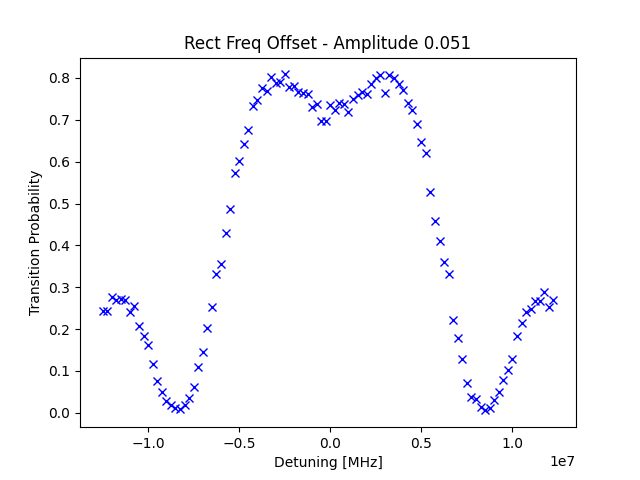 Rect Freq Offset - Amplitude 0.051
Transition Probability
0.8
0.7
0.6
0.5
0.4
0.3
0.2
0.1
0.0
−1.0 −0.5 0.0 0.5 1.0
1e7
Detuning [MHz]